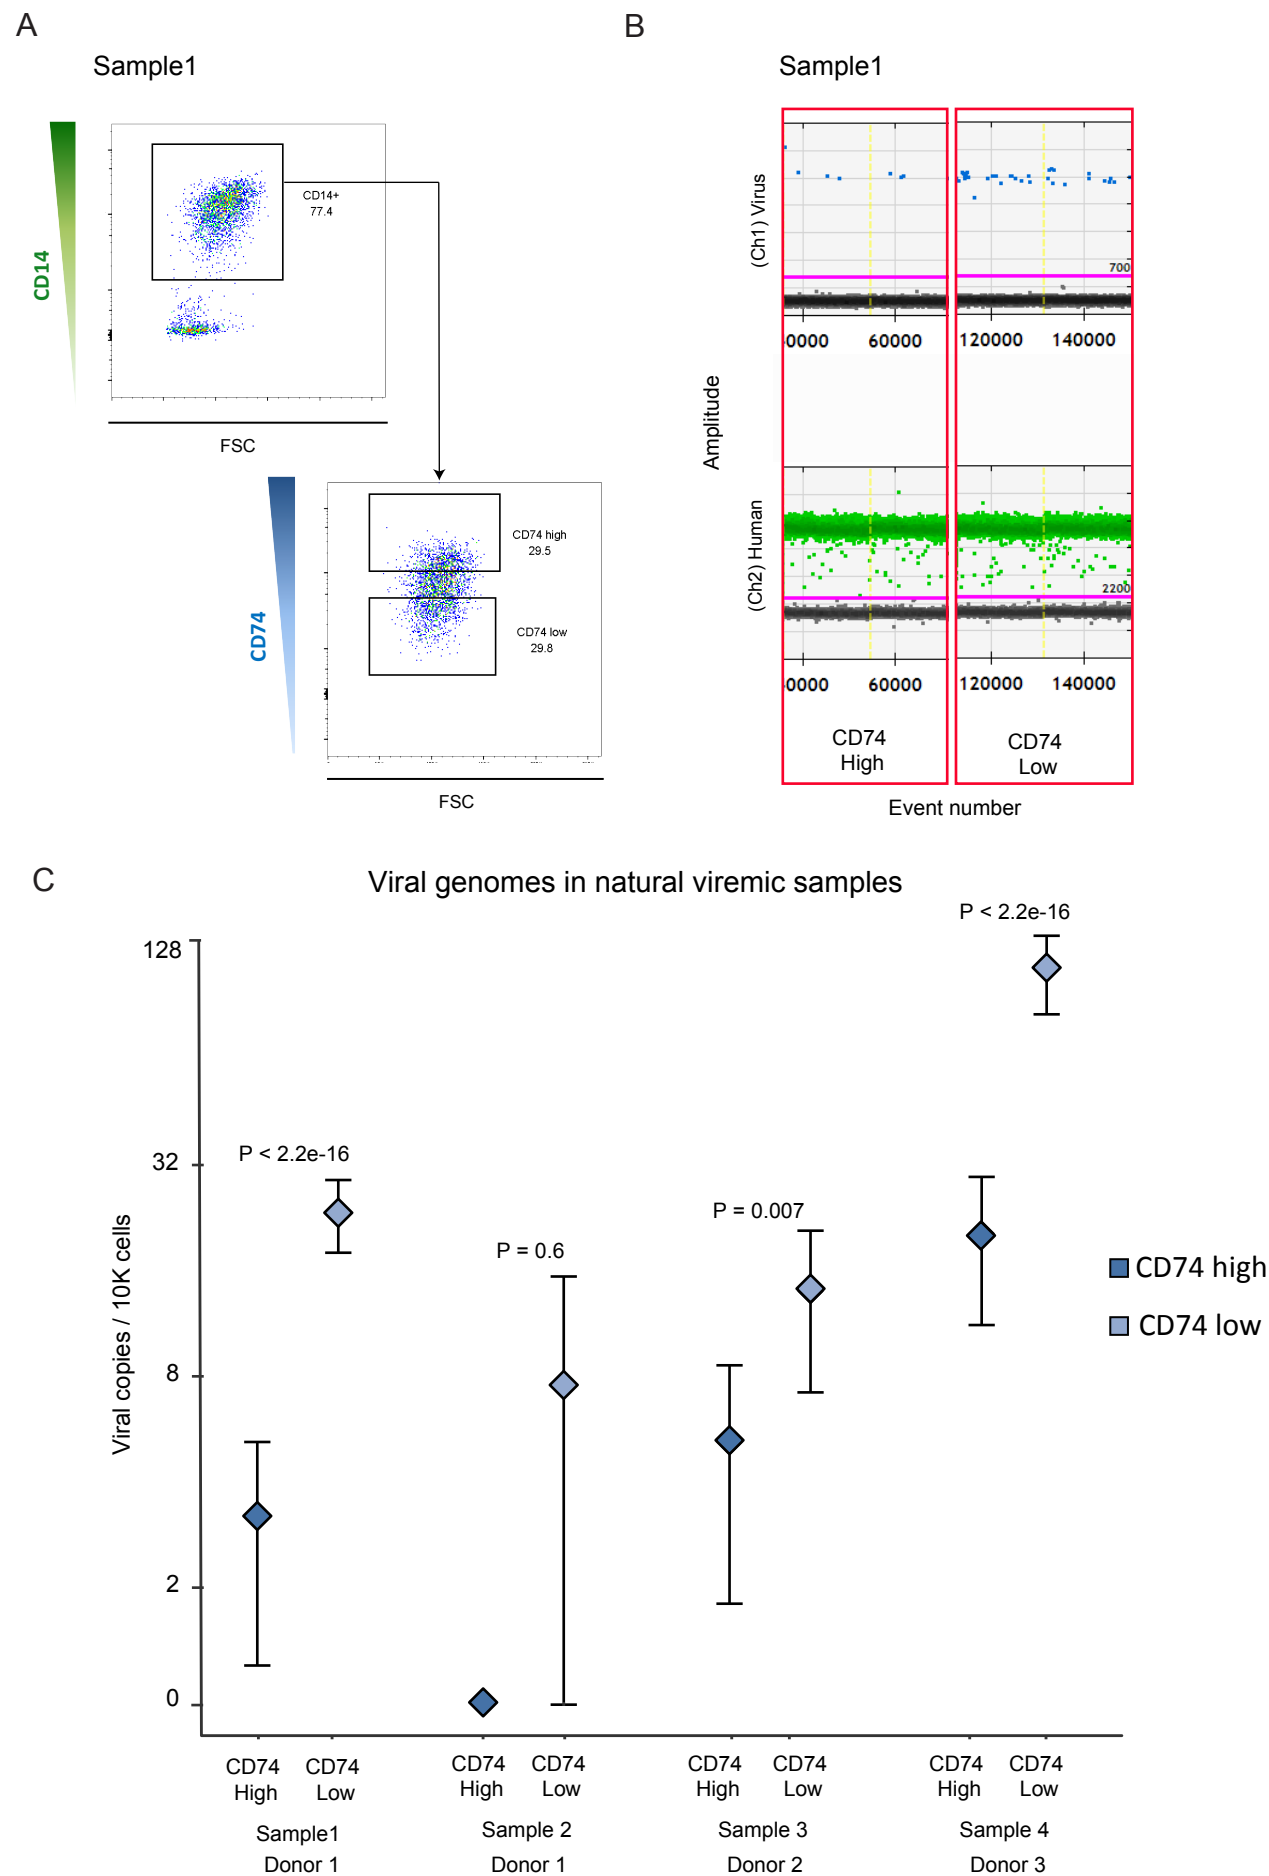 A
Sample1
CD14
CD14+
77.4
FSC
CD74
CD74 high
29.5
CD74 low
29.8
FSC
B
Sample1
(Ch1) Virus
700
0000
60000
120000
140000
Amplitude
(Ch2) Human
2200
0000
60000
120000
140000
CD74
High
CD74
Low
Event number
C
Viral genomes in natural viremic samples
P < 2.2e-16
P = 0.6
P = 0.007
P < 2.2e-16
128
32
8
2
0
Viral copies / 10K cells
CD74 high
CD74 low
CD74
High
CD74
Low
CD74
High
CD74
Low
CD74
High
CD74
Low
CD74
High
CD74
Low
Sample1
Sample 2
Sample 3
Sample 4
Donor 1
Donor 1
Donor 2
Donor 3